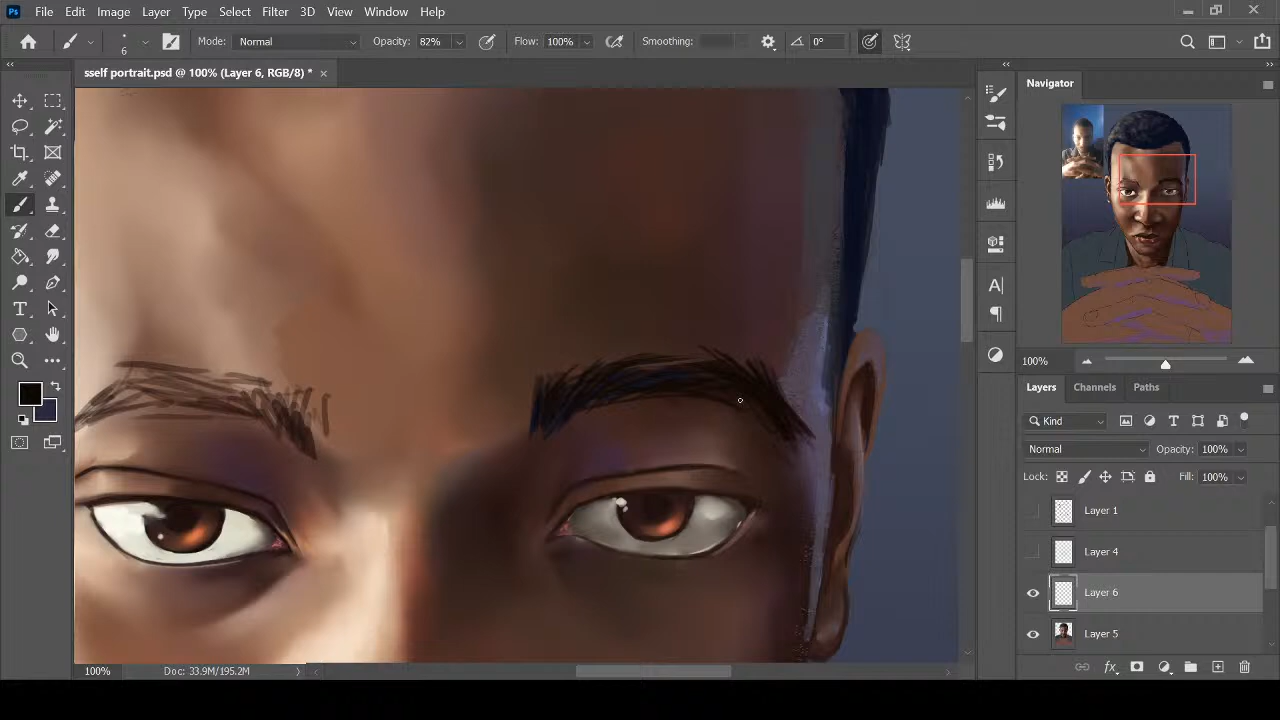 Ps File Edit Image Layer Type Select Filter 3D View Window Help
6 Mode: Normal Opacity: 82% Flow: 100% Smoothing: 0°
sself portrait.psd @ 100% (Layer 6, RGB/8) *
Navigator
100%
Layers Channels Paths
Kind
Normal Opacity: 100%
Lock: Fill: 100%
Layer 1
Layer 4
Layer 6
Layer 5
fx
100% Doc: 33.9M/195.2M